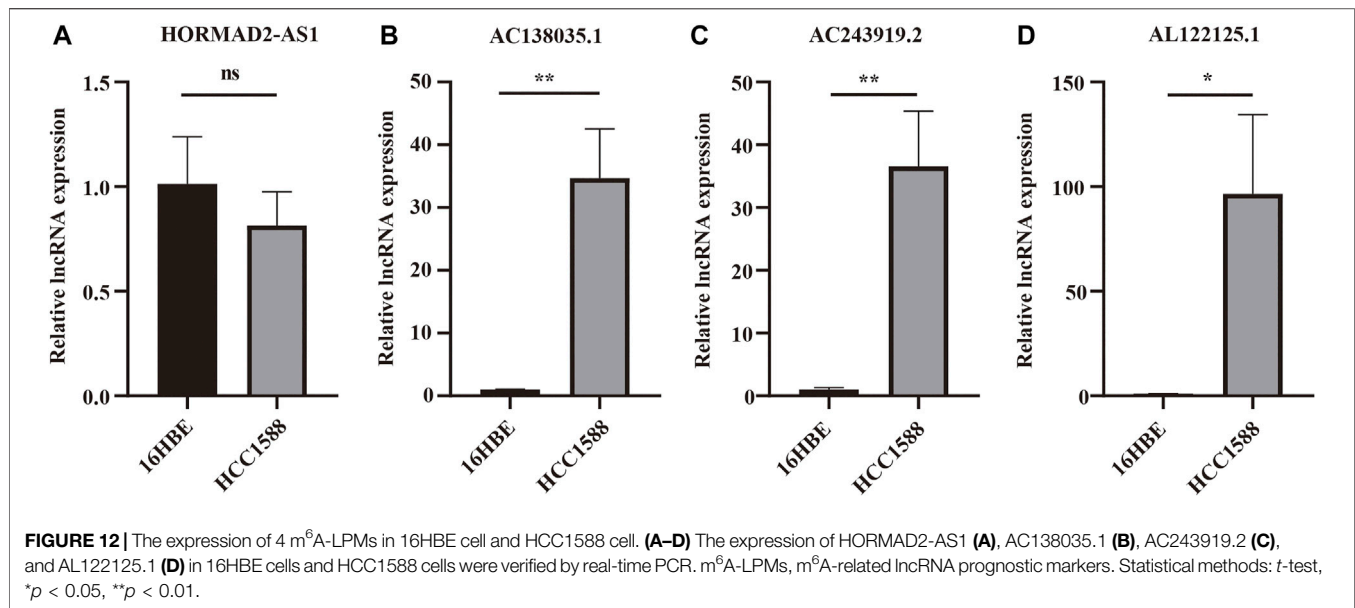 A
HORMAD2-AS1
ns
Relative lncRNA expression
1.5
1.0
0.5
0.0
16HBE
HCC1588
B
AC138035.1
**
Relative lncRNA expression
50
40
30
20
10
0
16HBE
HCC1588
C
AC243919.2
**
Relative lncRNA expression
50
40
30
20
10
0
16HBE
HCC1588
D
AL122125.1
*
Relative lncRNA expression
150
100
50
0
16HBE
HCC1588
FIGURE 12 | The expression of 4 m⁶A-LPMs in 16HBE cell and HCC1588 cell. (A–D) The expression of HORMAD2-AS1 (A), AC138035.1 (B), AC243919.2 (C),
and AL122125.1 (D) in 16HBE cells and HCC1588 cells were verified by real-time PCR. m⁶A-LPMs, m⁶A-related lncRNA prognostic markers. Statistical methods: t-test,
*p < 0.05, **p < 0.01.